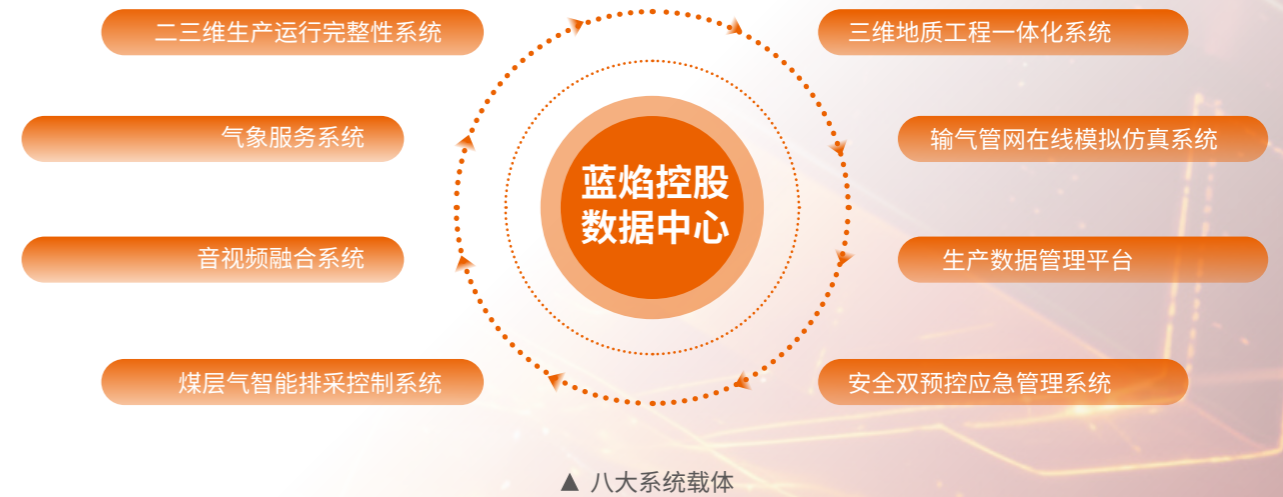 二三维生产运行完整性系统
三维地质工程一体化系统
气象服务系统
输气管网在线模拟仿真系统
蓝焰控股
数据中心
音视频融合系统
生产数据管理平台
煤层气智能排采控制系统
安全双预控应急管理系统
▲ 八大系统载体